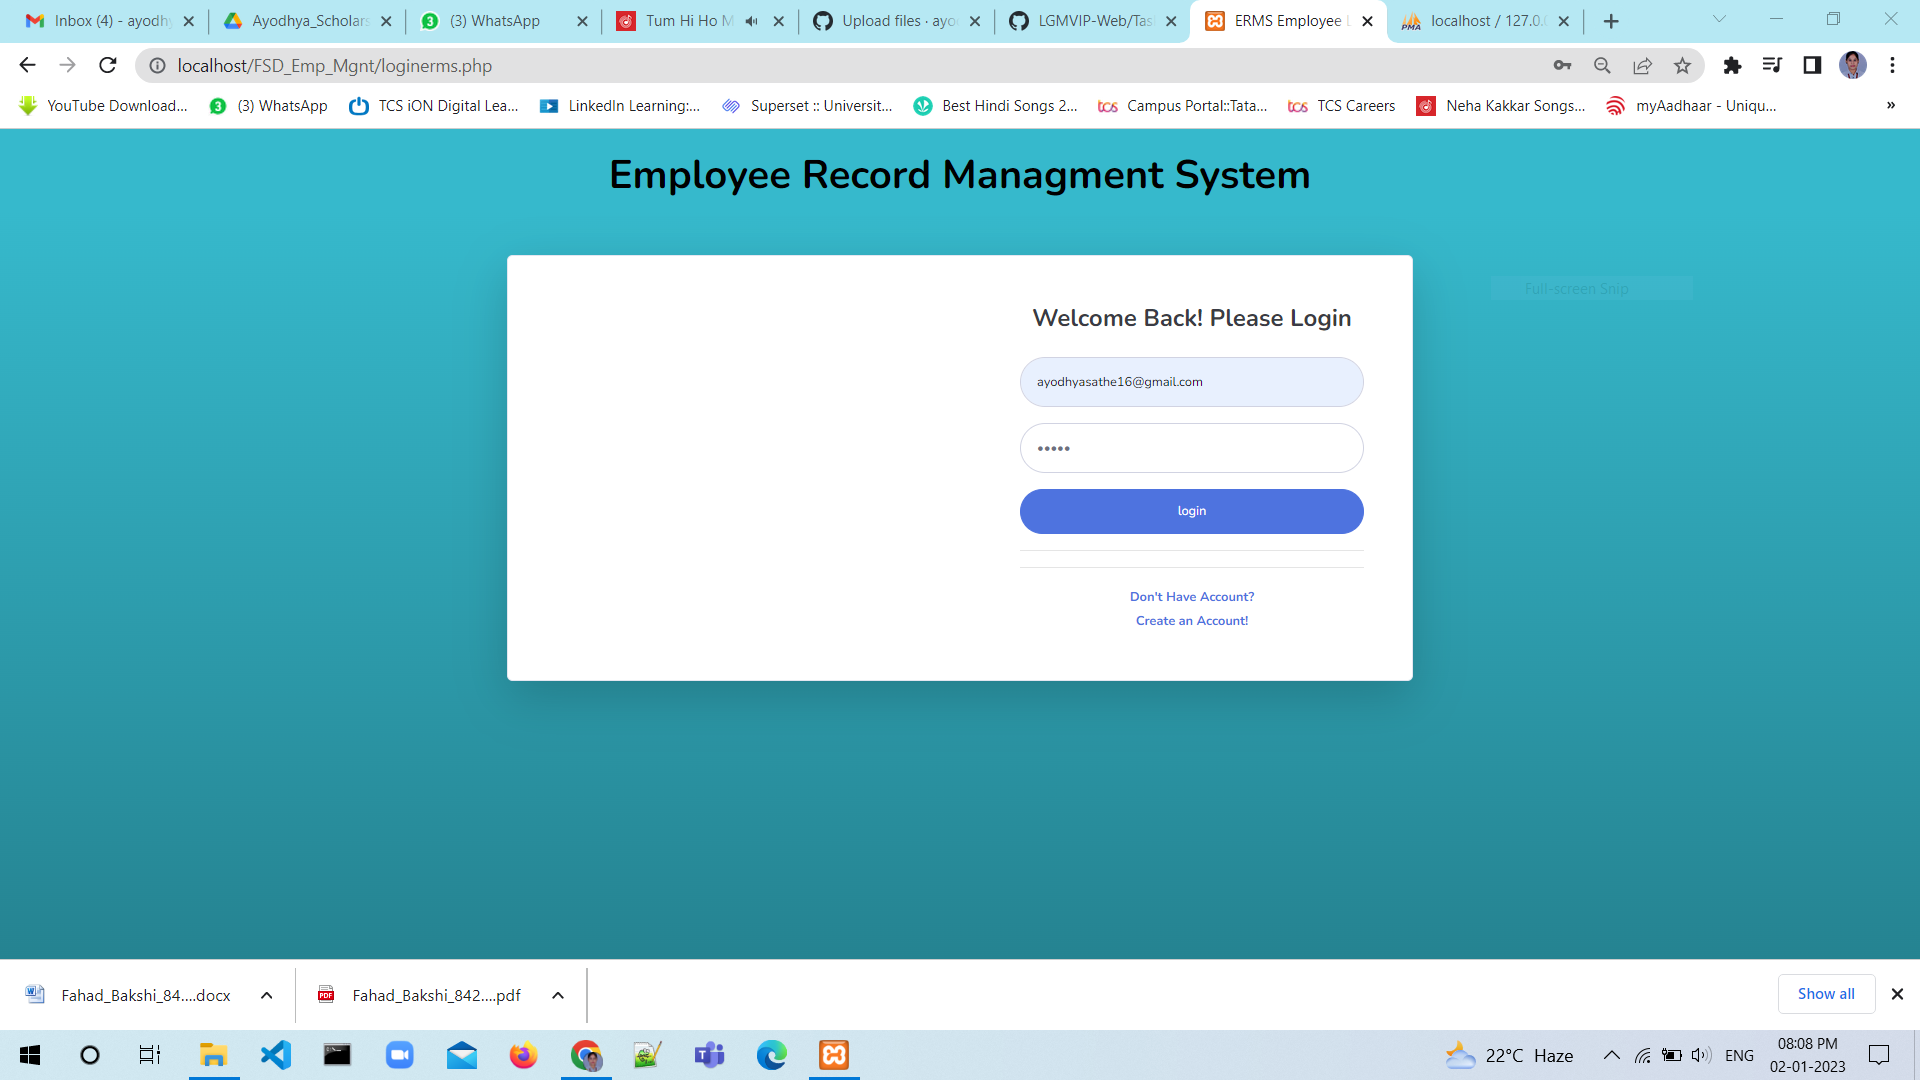 Inbox (4) - ayodhy
Ayodhya_Scholars
(3) WhatsApp
Tum Hi Ho M
Upload files · ayo
LGMVIP-Web/Tas
ERMS Employee L
localhost / 127.0.0
localhost/FSD_Emp_Mgnt/loginerms.php
YouTube Download...
(3) WhatsApp
TCS iON Digital Lea...
LinkedIn Learning:...
Superset :: Universit...
Best Hindi Songs 2...
Campus Portal::Tata...
TCS Careers
Neha Kakkar Songs...
myAadhaar - Uniqu...
»
Employee Record Managment System
Full-screen Snip
Welcome Back! Please Login
ayodhyasathe16@gmail.com
•••••
login
Don't Have Account?
Create an Account!
Fahad_Bakshi_84....docx
Fahad_Bakshi_842....pdf
Show all
22°C Haze
ENG
08:08 PM
02-01-2023